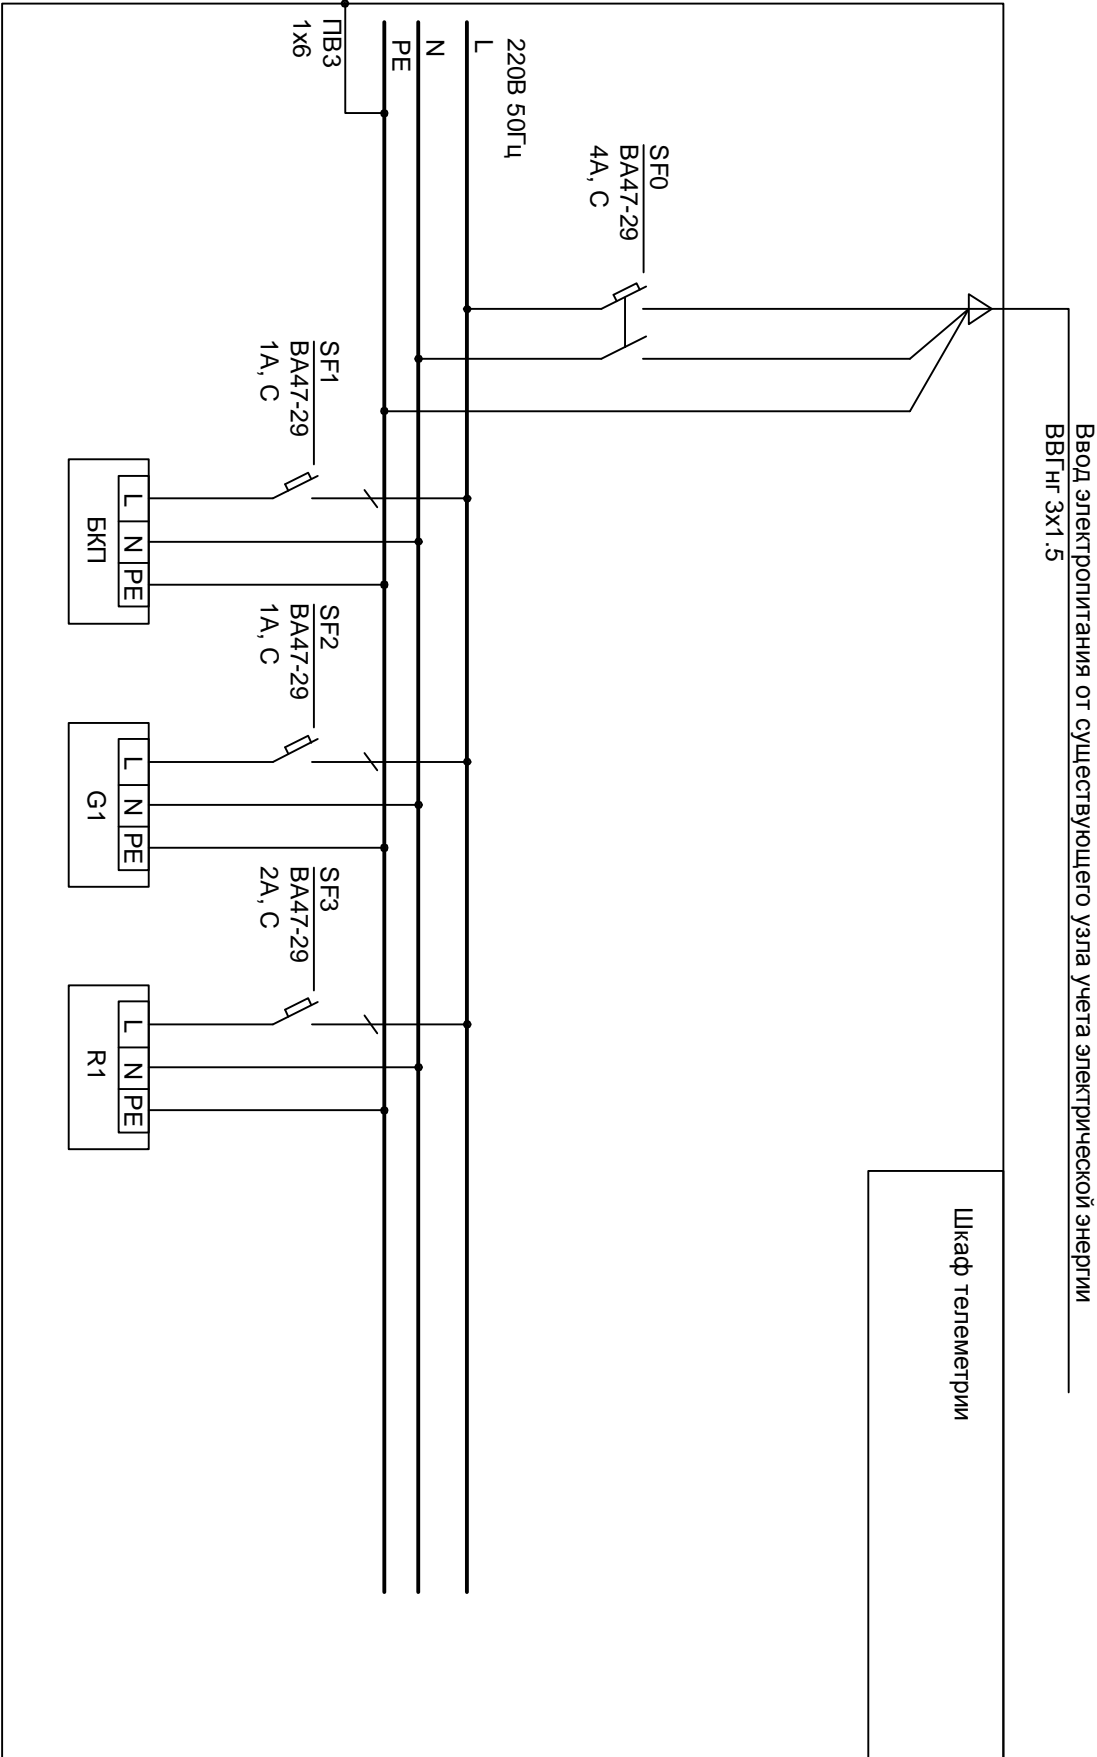 Ввод электропитания от существующего узла учета электрической энергии
ВВГнг 3х1.5
Шкаф телеметрии
SF0
ВА47-29
4А, С
220В 50Гц
L
N
PE
ПВ3
1х6
SF1
ВА47-29
1А, С
SF2
ВА47-29
1А, С
SF3
ВА47-29
2А, С
L N PE
БКП
L N PE
G1
L N PE
R1